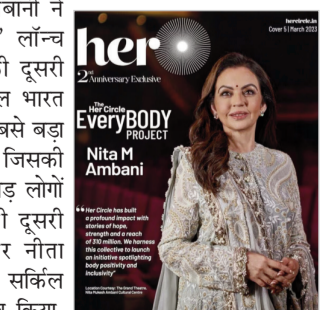 बानी ने
लॉन्च
दूसरी
भारत
बसे बड़ा
जिसकी
लोगों
दूसरी
र नीता
सर्किल
hercircle.in
Cover 5 | March 2023
her
2nd Anniversary Exclusive
The Her Circle
EveryBODY
PROJECT
Nita M
Ambani
“ Her Circle has built
a profound impact with
stories of hope,
strength and a reach
of 310 million. We harness
this collective to launch
an initiative spotlighting
body positivity and
inclusivity”
Location Courtesy: The Grand Theatre,
Nita Mukesh Ambani Cultural Centre